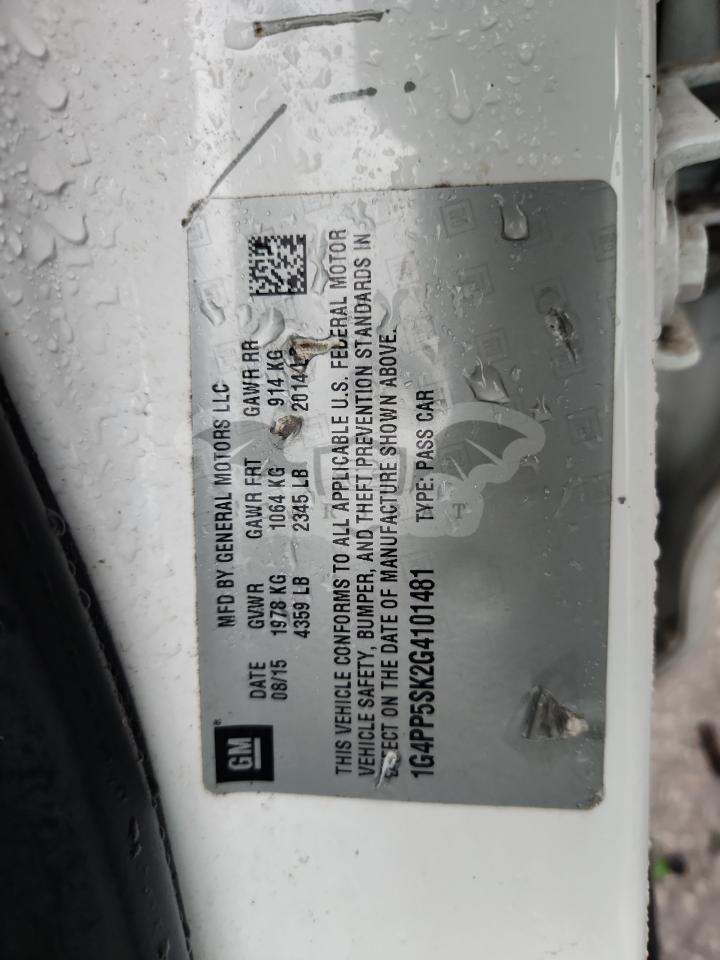 GM
MFD BY GENERAL MOTORS LLC
DATE GVWR GAWR FRT GAWR RR
08/15 1978 KG 1064 KG 914 KG
4359 LB 2345 LB 2014 LB
THIS VEHICLE CONFORMS TO ALL APPLICABLE U.S. FEDERAL MOTOR
VEHICLE SAFETY, BUMPER, AND THEFT PREVENTION STANDARDS IN
EFFECT ON THE DATE OF MANUFACTURE SHOWN ABOVE.
1G4PP5SK2G4101481 TYPE: PASS CAR